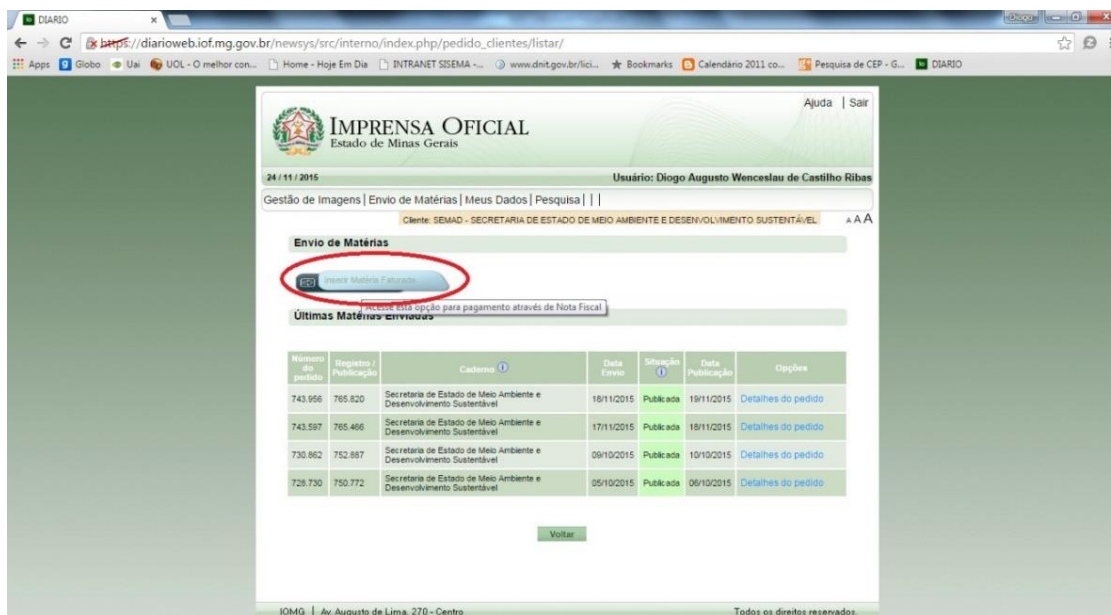 DIARIO
Diogo
https://diarioweb.iof.mg.gov.br/newsys/src/interno/index.php/pedido_clientes/listar/
Apps Globo Uai UOL - O melhor con... Home - Hoje Em Dia INTRANET SISEMA -... www.dnit.gov.br/lici... Bookmarks Calendário 2011 co... Pesquisa de CEP - G... DIARIO
Ajuda | Sair
IMPRENSA OFICIAL
Estado de Minas Gerais
24 / 11 / 2015 Usuário: Diogo Augusto Wenceslau de Castilho Ribas
Gestão de Imagens | Envio de Matérias | Meus Dados | Pesquisa | | |
Cliente: SEMAD - SECRETARIA DE ESTADO DE MEIO AMBIENTE E DESENVOLVIMENTO SUSTENTÁVEL A A A
Envio de Matérias
Inserir Matéria Faturado
Acesse esta opção para pagamento através de Nota Fiscal
Últimas Matérias Enviadas
Número do pedido Registro / Publicação Caderno Data Envio Situação Data Publicação Opções
743.956 765.820 Secretaria de Estado de Meio Ambiente e Desenvolvimento Sustentável 18/11/2015 Publicada 19/11/2015 Detalhes do pedido
743.597 765.466 Secretaria de Estado de Meio Ambiente e Desenvolvimento Sustentável 17/11/2015 Publicada 18/11/2015 Detalhes do pedido
730.862 752.887 Secretaria de Estado de Meio Ambiente e Desenvolvimento Sustentável 09/10/2015 Publicada 10/10/2015 Detalhes do pedido
728.730 750.772 Secretaria de Estado de Meio Ambiente e Desenvolvimento Sustentável 05/10/2015 Publicada 06/10/2015 Detalhes do pedido
Voltar
IOMG | Av. Augusto de Lima, 270 - Centro Todos os direitos reservados.